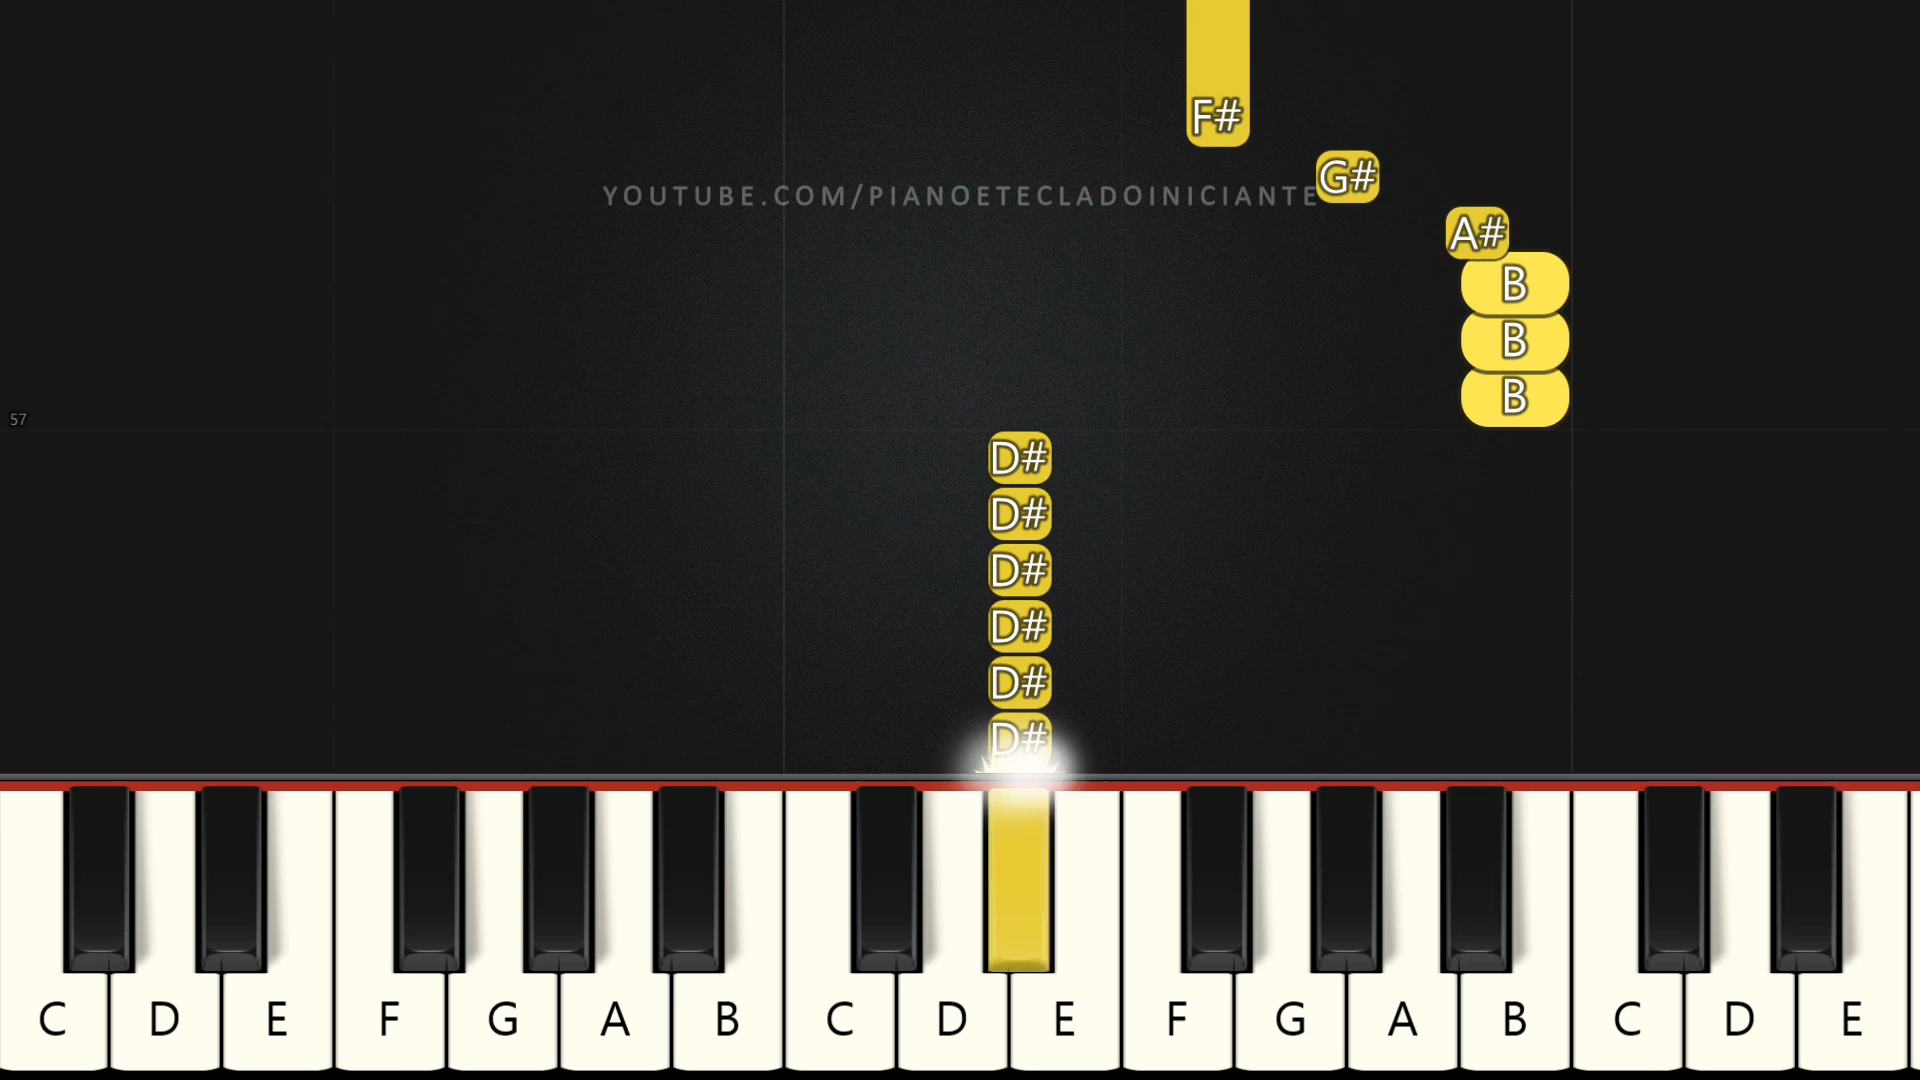 F#
G#
YOUTUBE.COM/PIANOETECLADOINICIANTE
A#
B
B
B
57
D#
D#
D#
D#
D#
D#
C D E F G A B C D E F G A B C D E